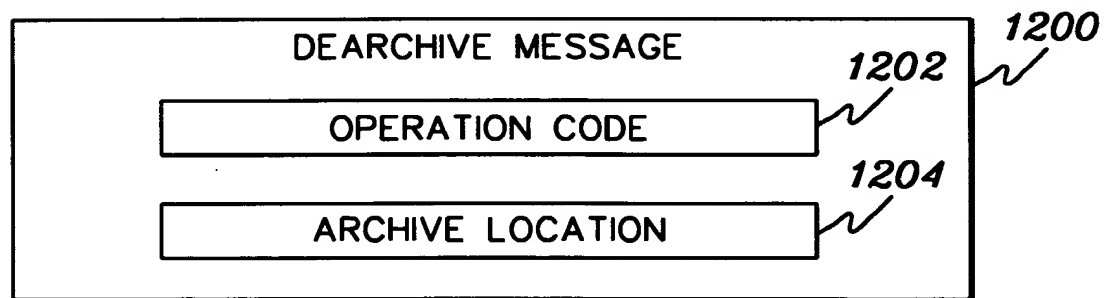 DEARCHIVE MESSAGE
1200
1202
OPERATION CODE
1204
ARCHIVE LOCATION